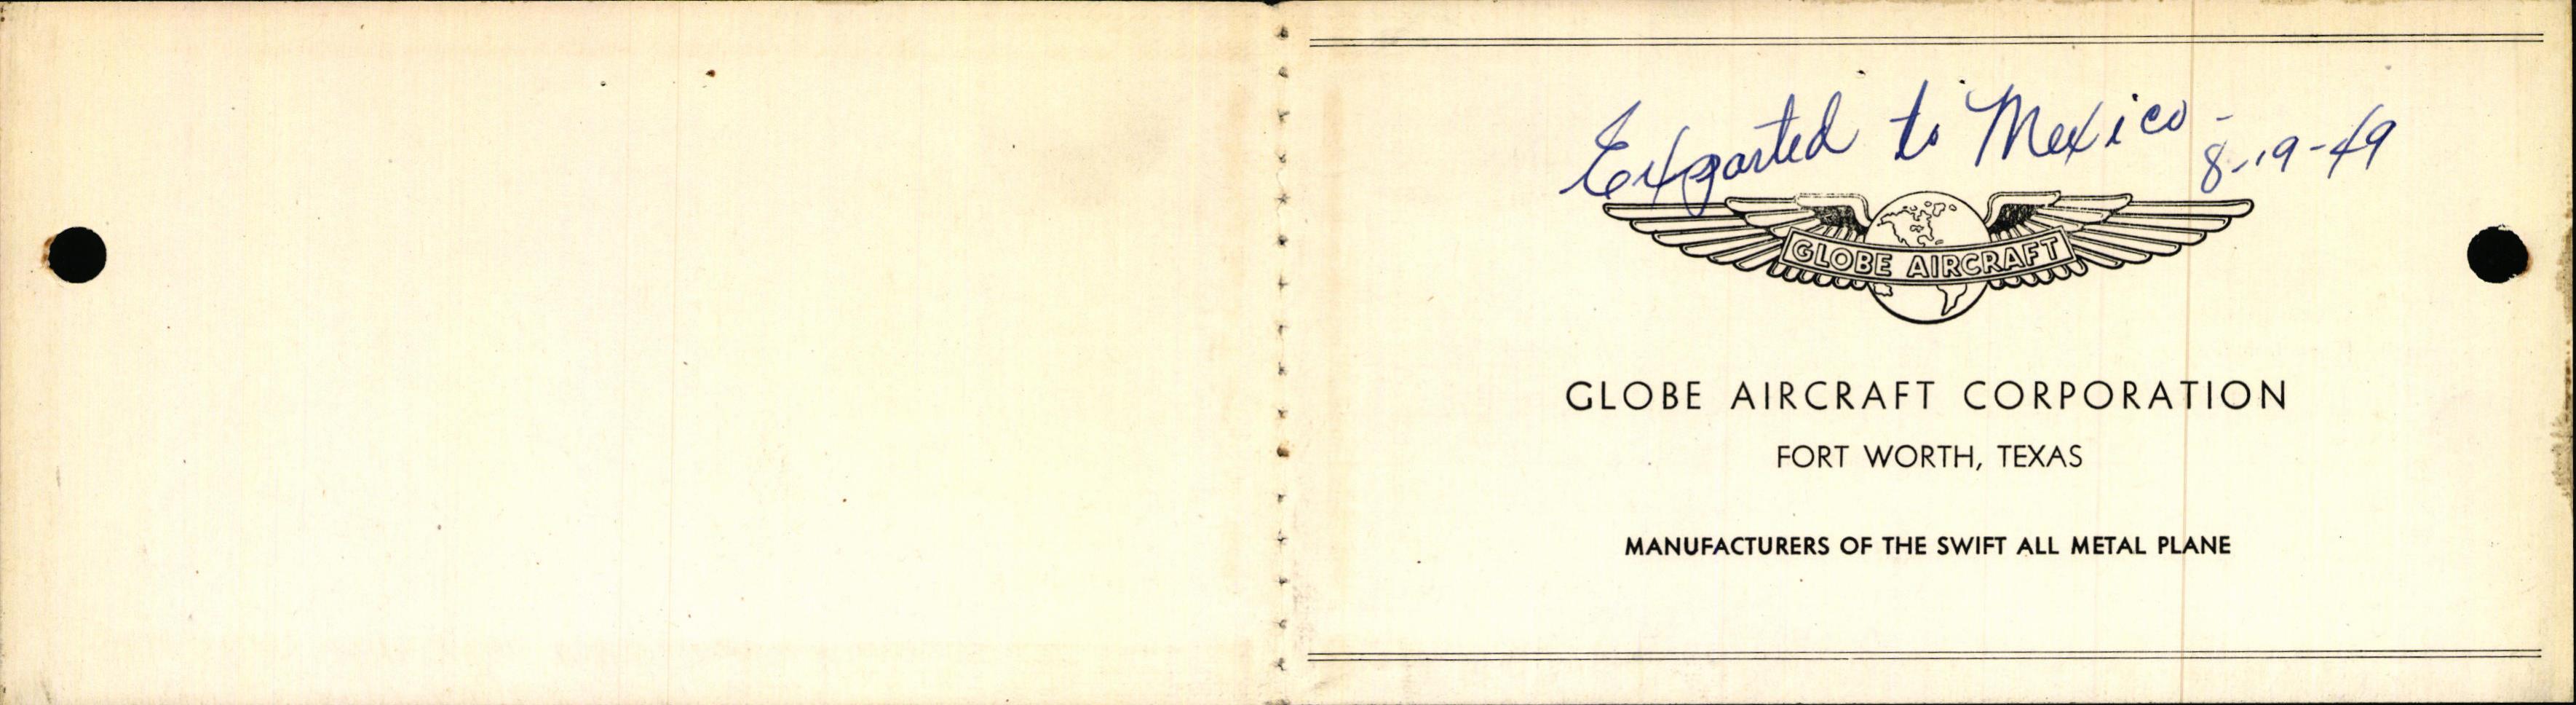 Exported to Mexico -
8-19-49
GLOBE AIRCRAFT
GLOBE AIRCRAFT CORPORATION
FORT WORTH, TEXAS
MANUFACTURERS OF THE SWIFT ALL METAL PLANE